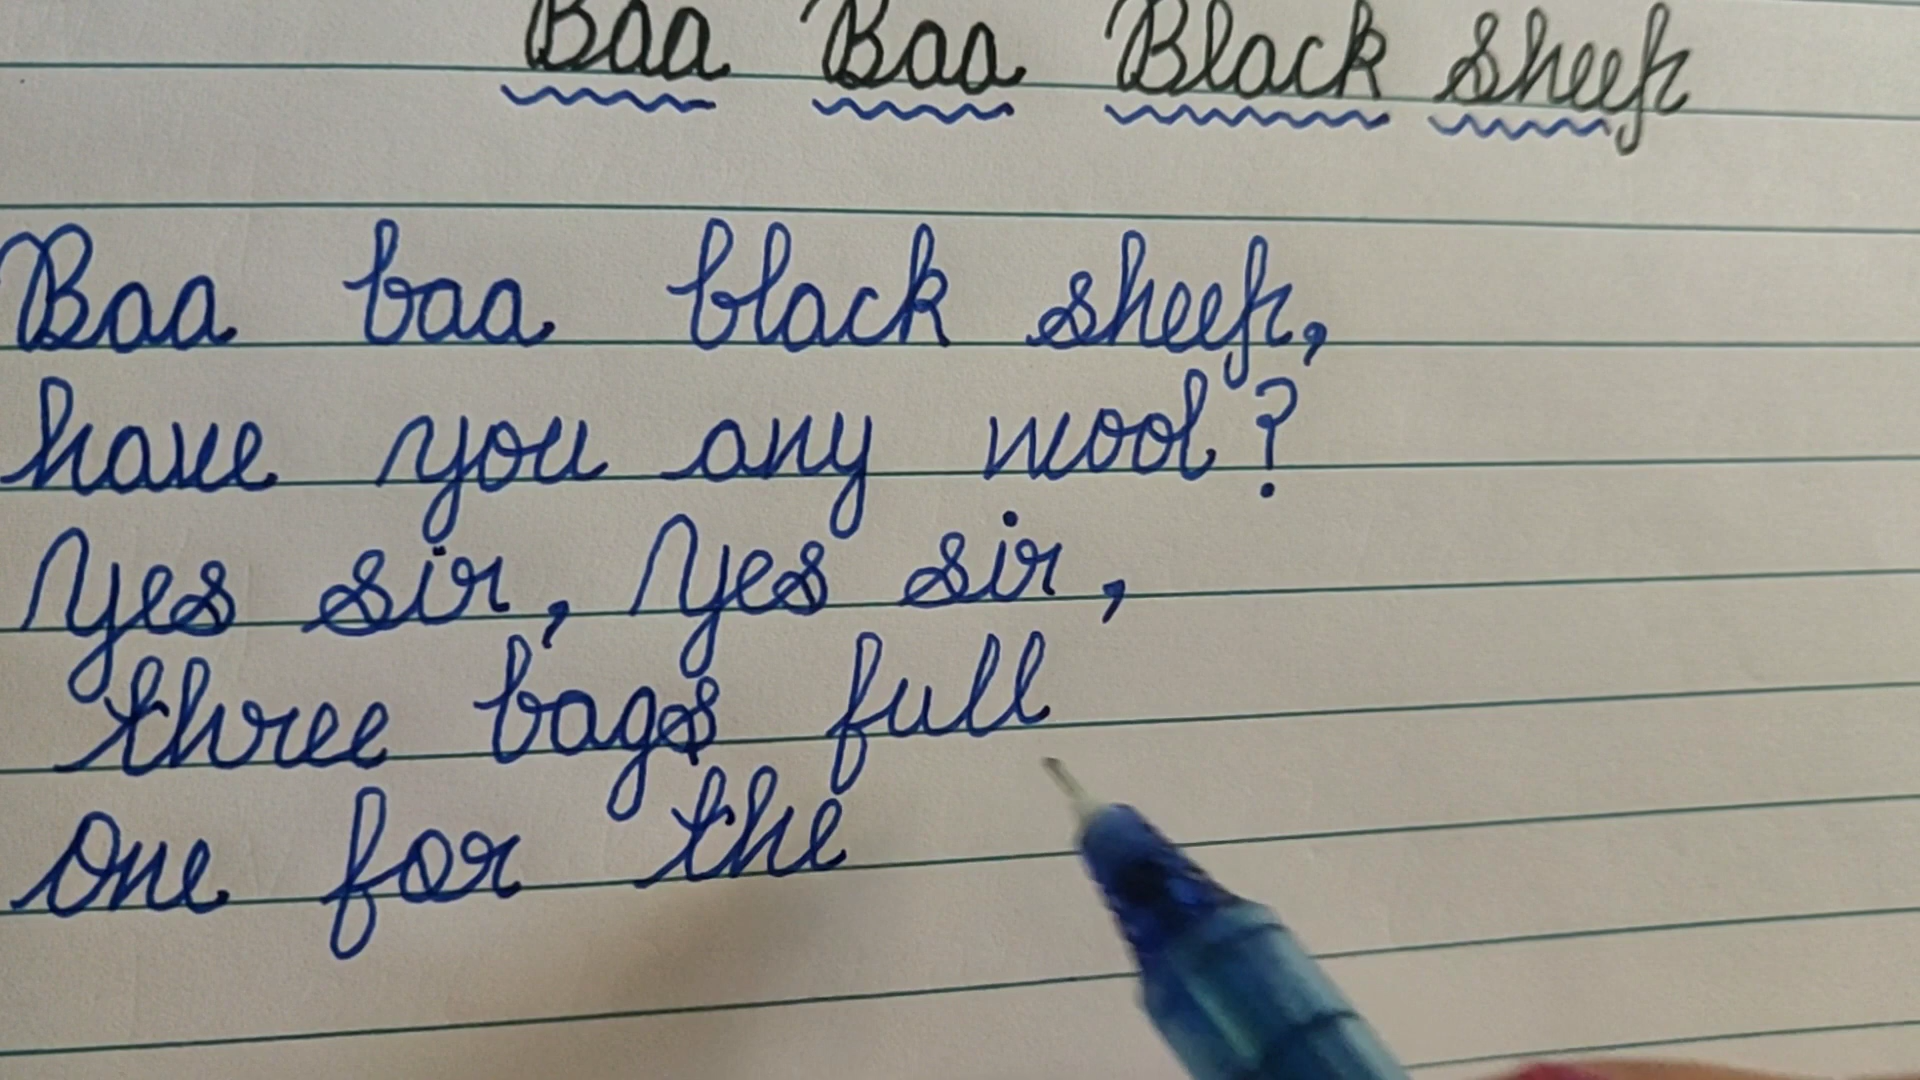 Baa Baa Black Sheep
Baa baa black sheep,
have you any wool?
Yes sir, Yes sir,
three bags full
One for the